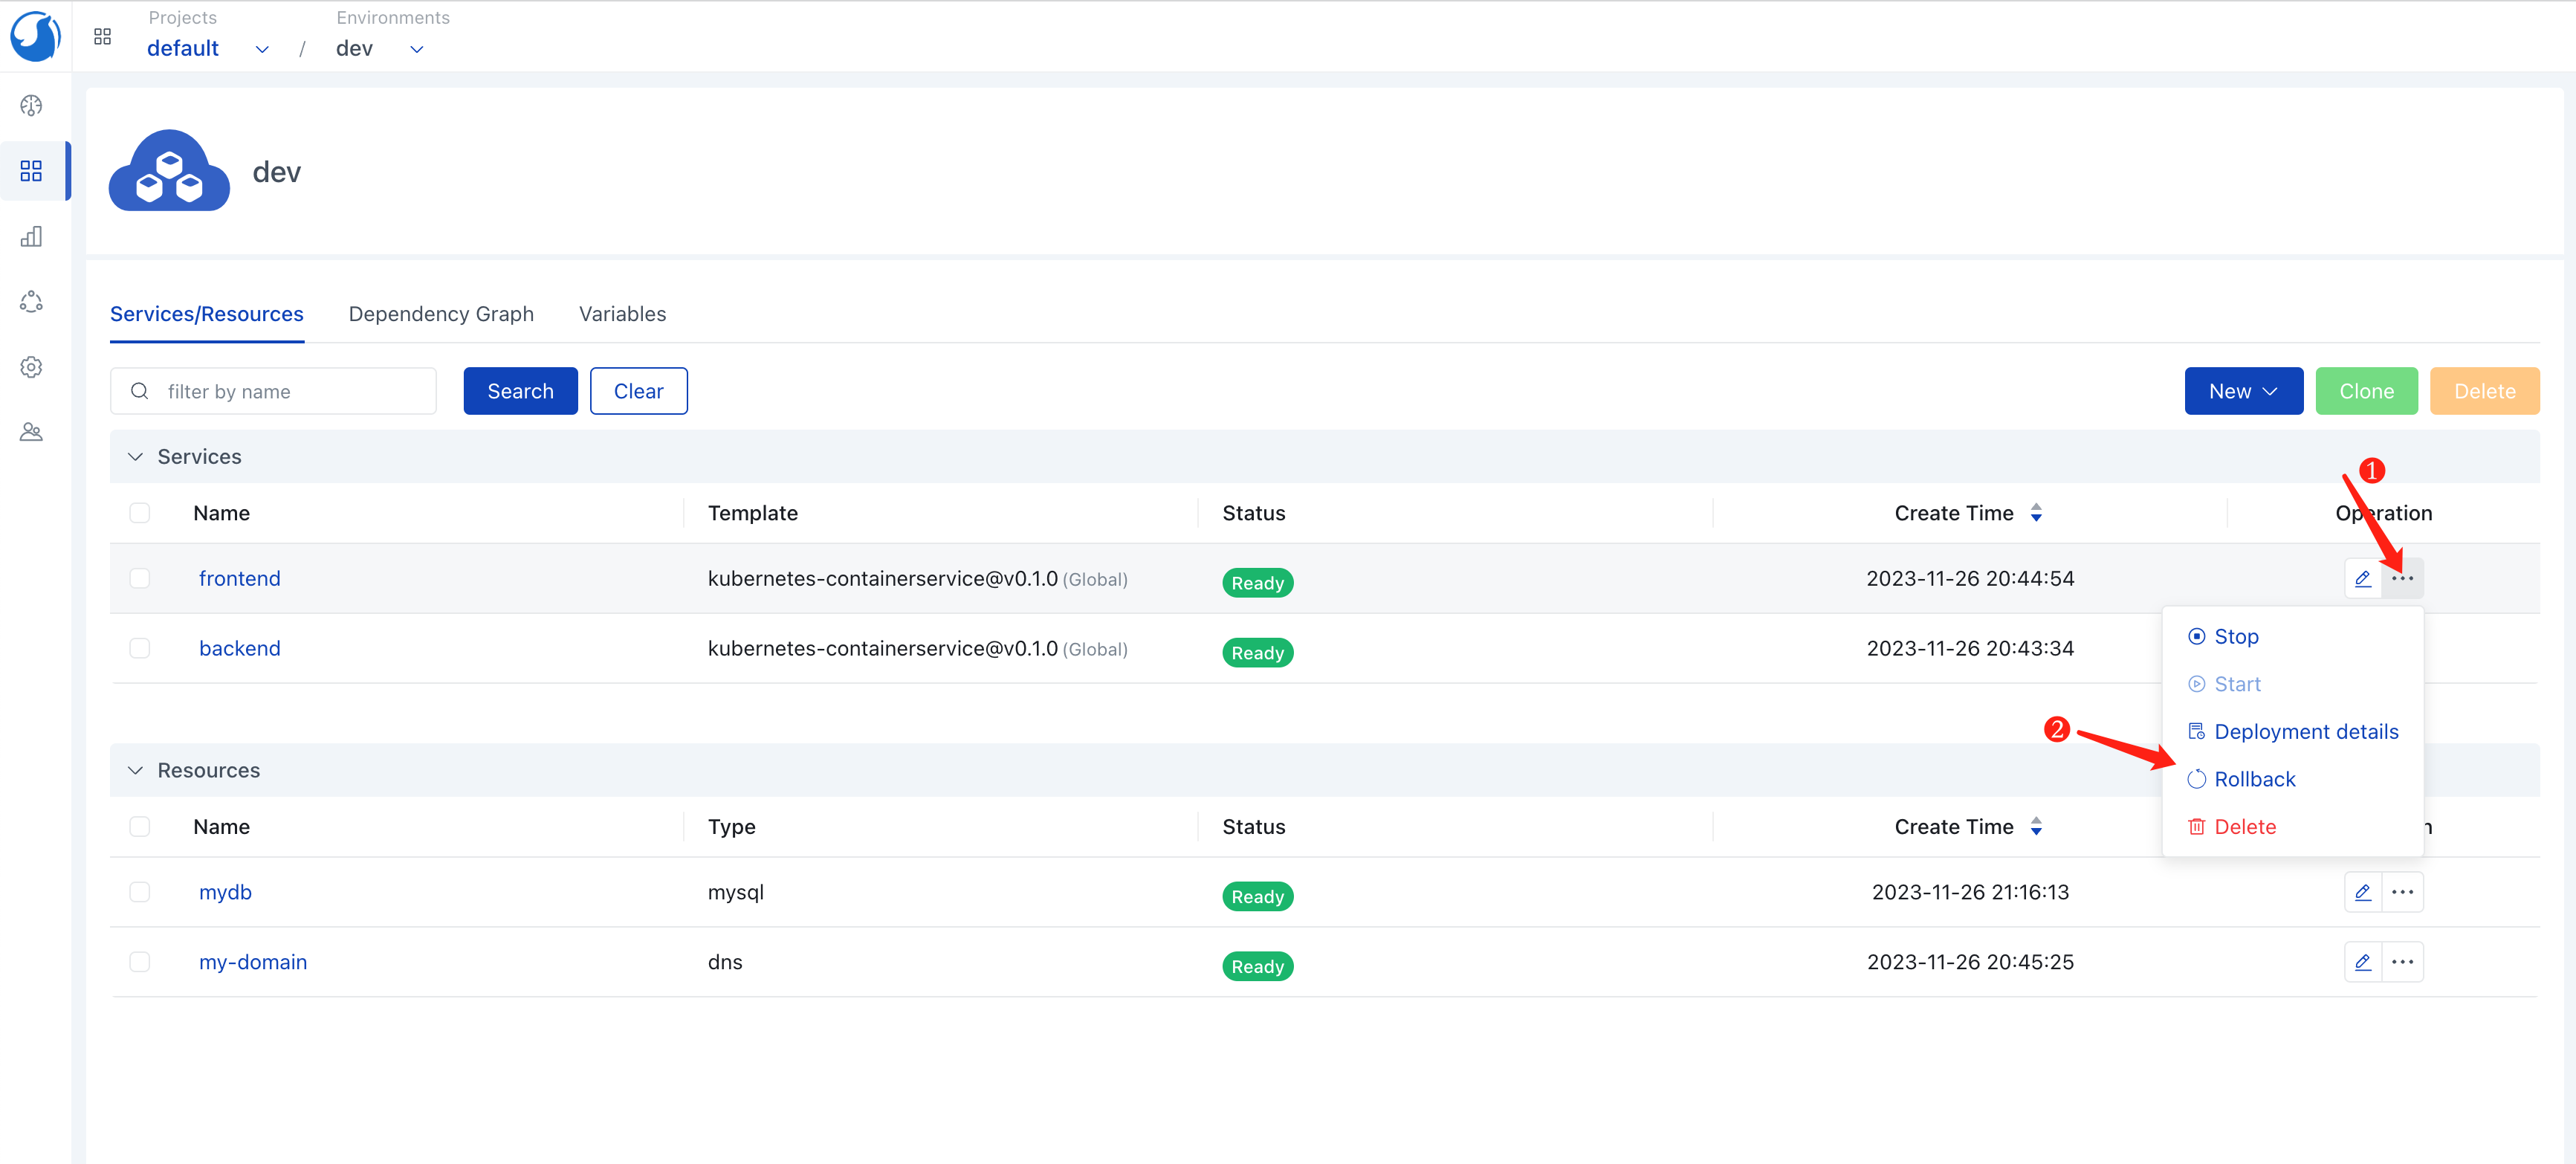 Projects
Environments
default / dev
dev
Services/Resources Dependency Graph Variables
filter by name Search Clear New Clone Delete
Services
1
Name Template Status Create Time Operation
frontend kubernetes-containerservice@v0.1.0 (Global) Ready 2023-11-26 20:44:54
backend kubernetes-containerservice@v0.1.0 (Global) Ready 2023-11-26 20:43:34
Stop
Start
2
Deployment details
Rollback
Delete
Resources
Name Type Status Create Time
mydb mysql Ready 2023-11-26 21:16:13
my-domain dns Ready 2023-11-26 20:45:25